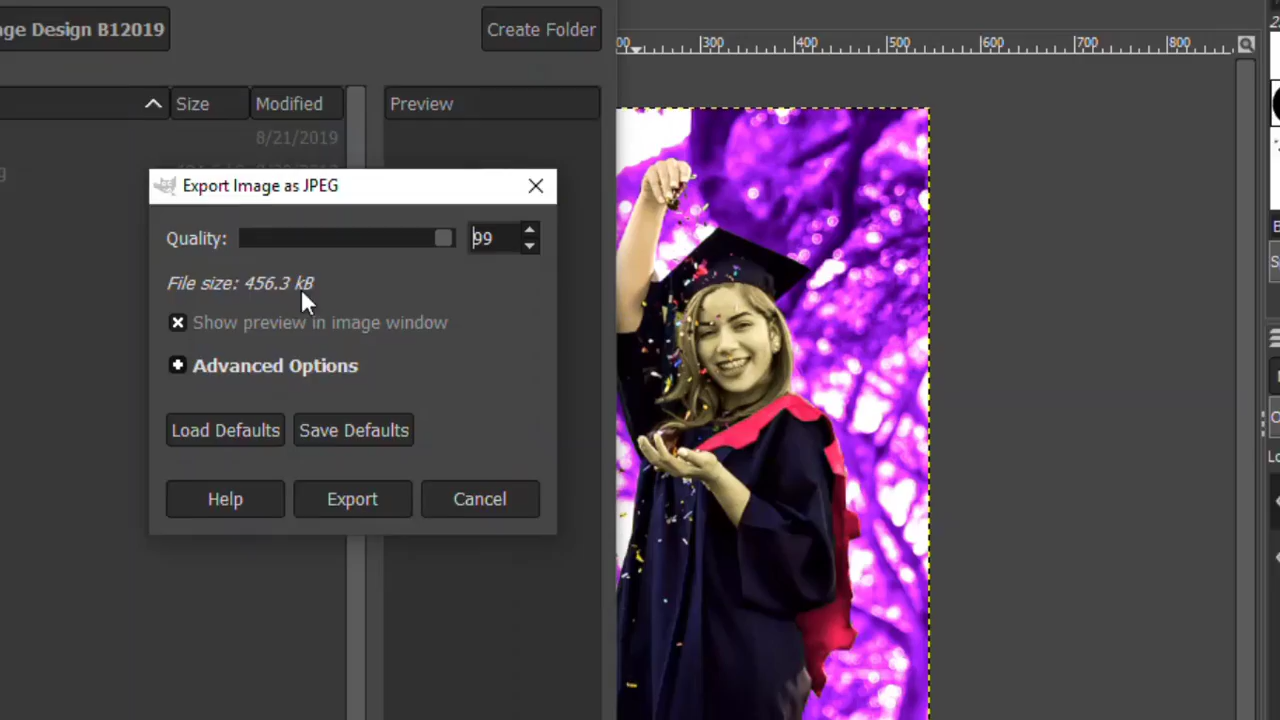 ge Design B12019
Create Folder
300 400 500 600 700 800
Size Modified Preview
8/21/2019
Export Image as JPEG
Quality: 99
File size: 456.3 kB
Show preview in image window
Advanced Options
Load Defaults Save Defaults
Help Export Cancel